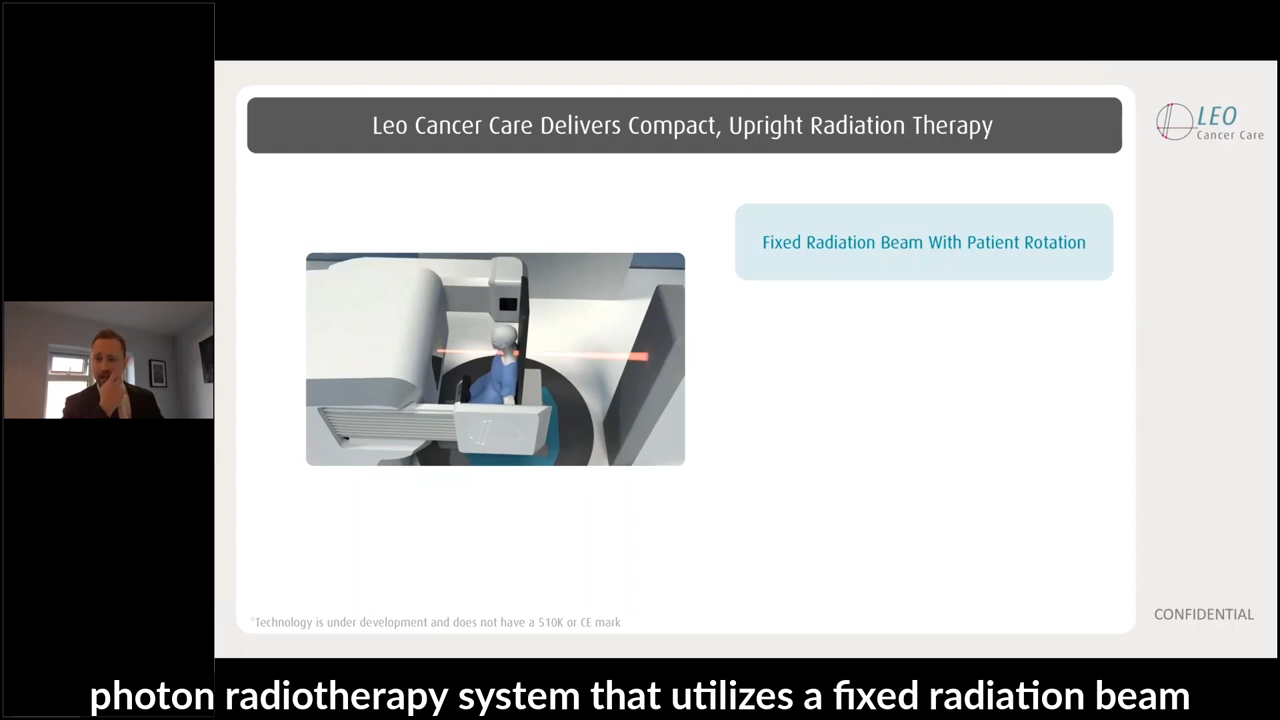 Leo Cancer Care Delivers Compact, Upright Radiation Therapy
LEO
Cancer Care
Fixed Radiation Beam With Patient Rotation
*Technology is under development and does not have a 510K or CE mark
CONFIDENTIAL
photon radiotherapy system that utilizes a fixed radiation beam